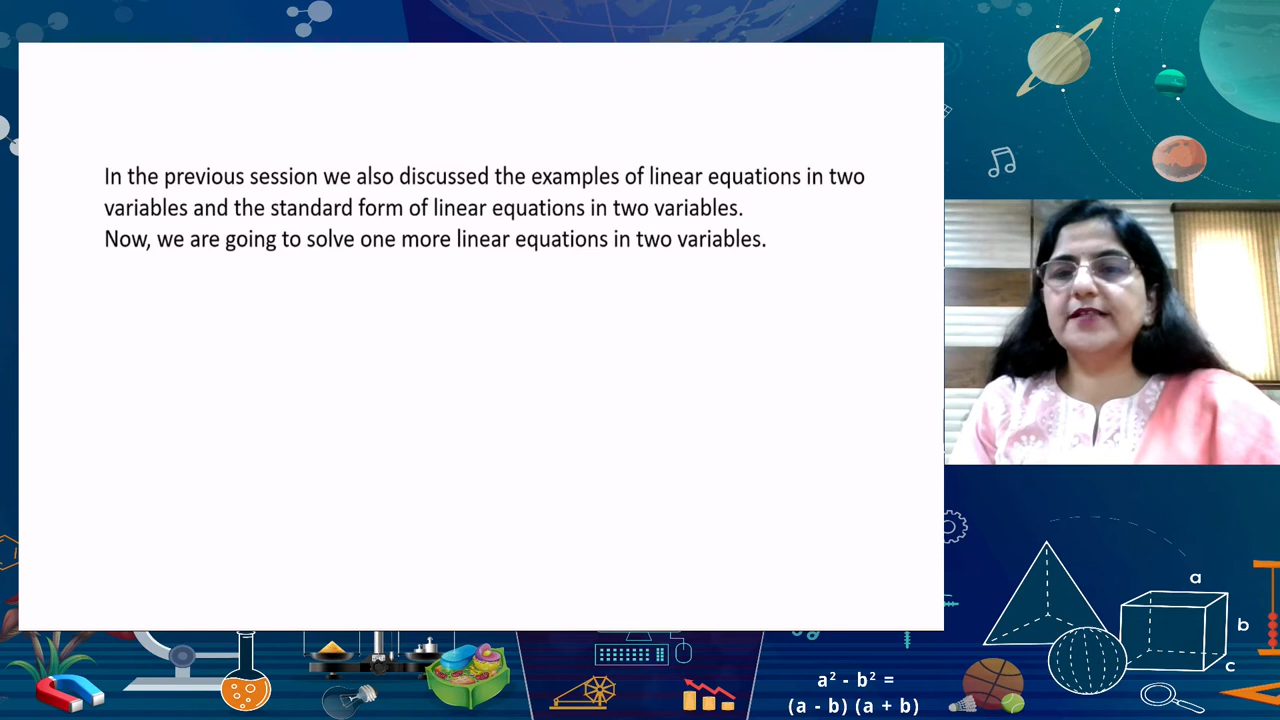 In the previous session we also discussed the examples of linear equations in two
variables and the standard form of linear equations in two variables.
Now, we are going to solve one more linear equations in two variables.
a
b
c
a² - b² =
(a - b) (a + b)